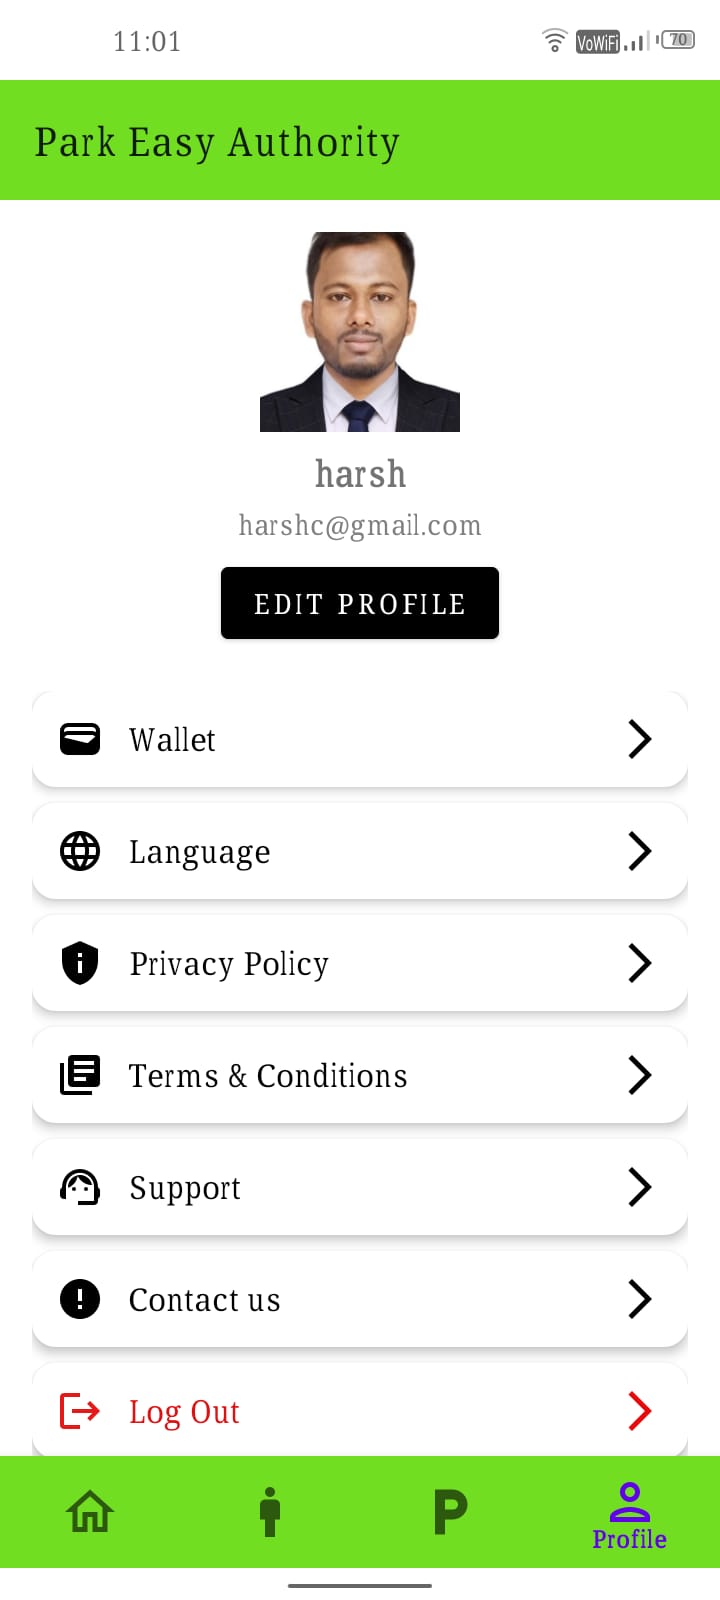 11:01
VoWiFi 70
Park Easy Authority
harsh
harshc@gmail.com
EDIT PROFILE
Wallet
Language
Privacy Policy
Terms & Conditions
Support
Contact us
Log Out
P
Profile